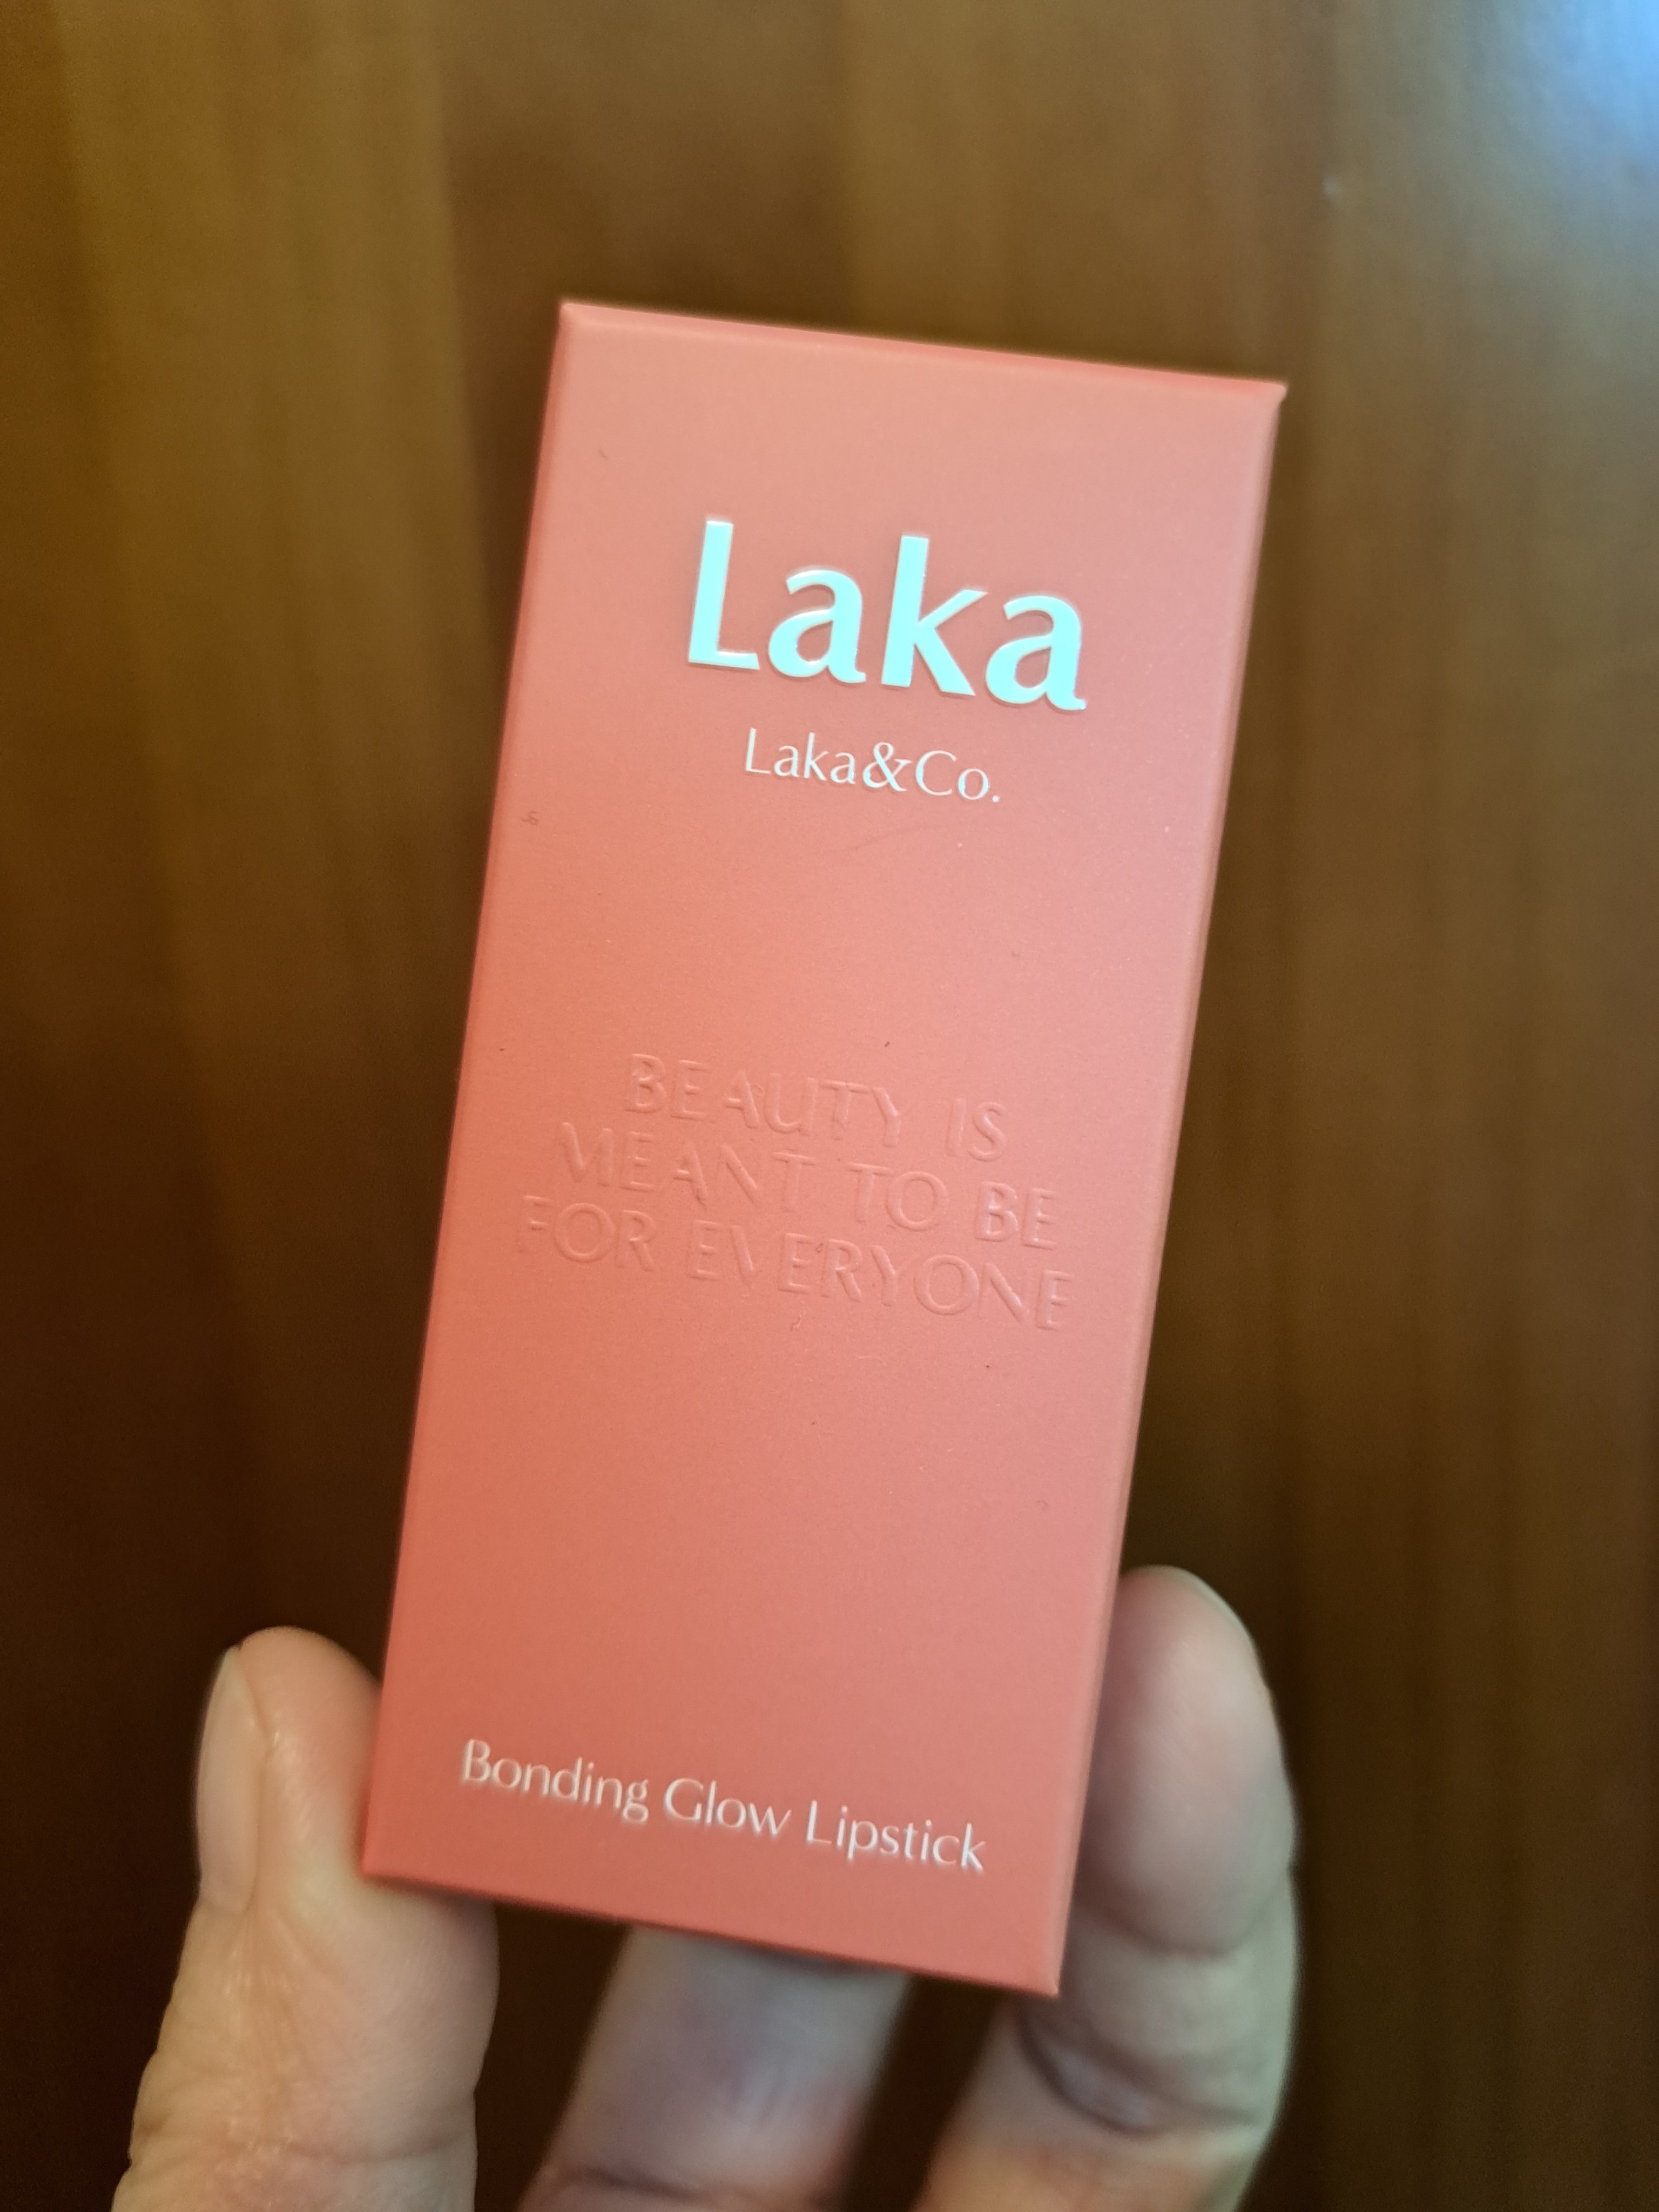 Laka
Laka&Co.
BEAUTY IS
MEANT TO BE
FOR EVERYONE
Bonding Glow Lipstick